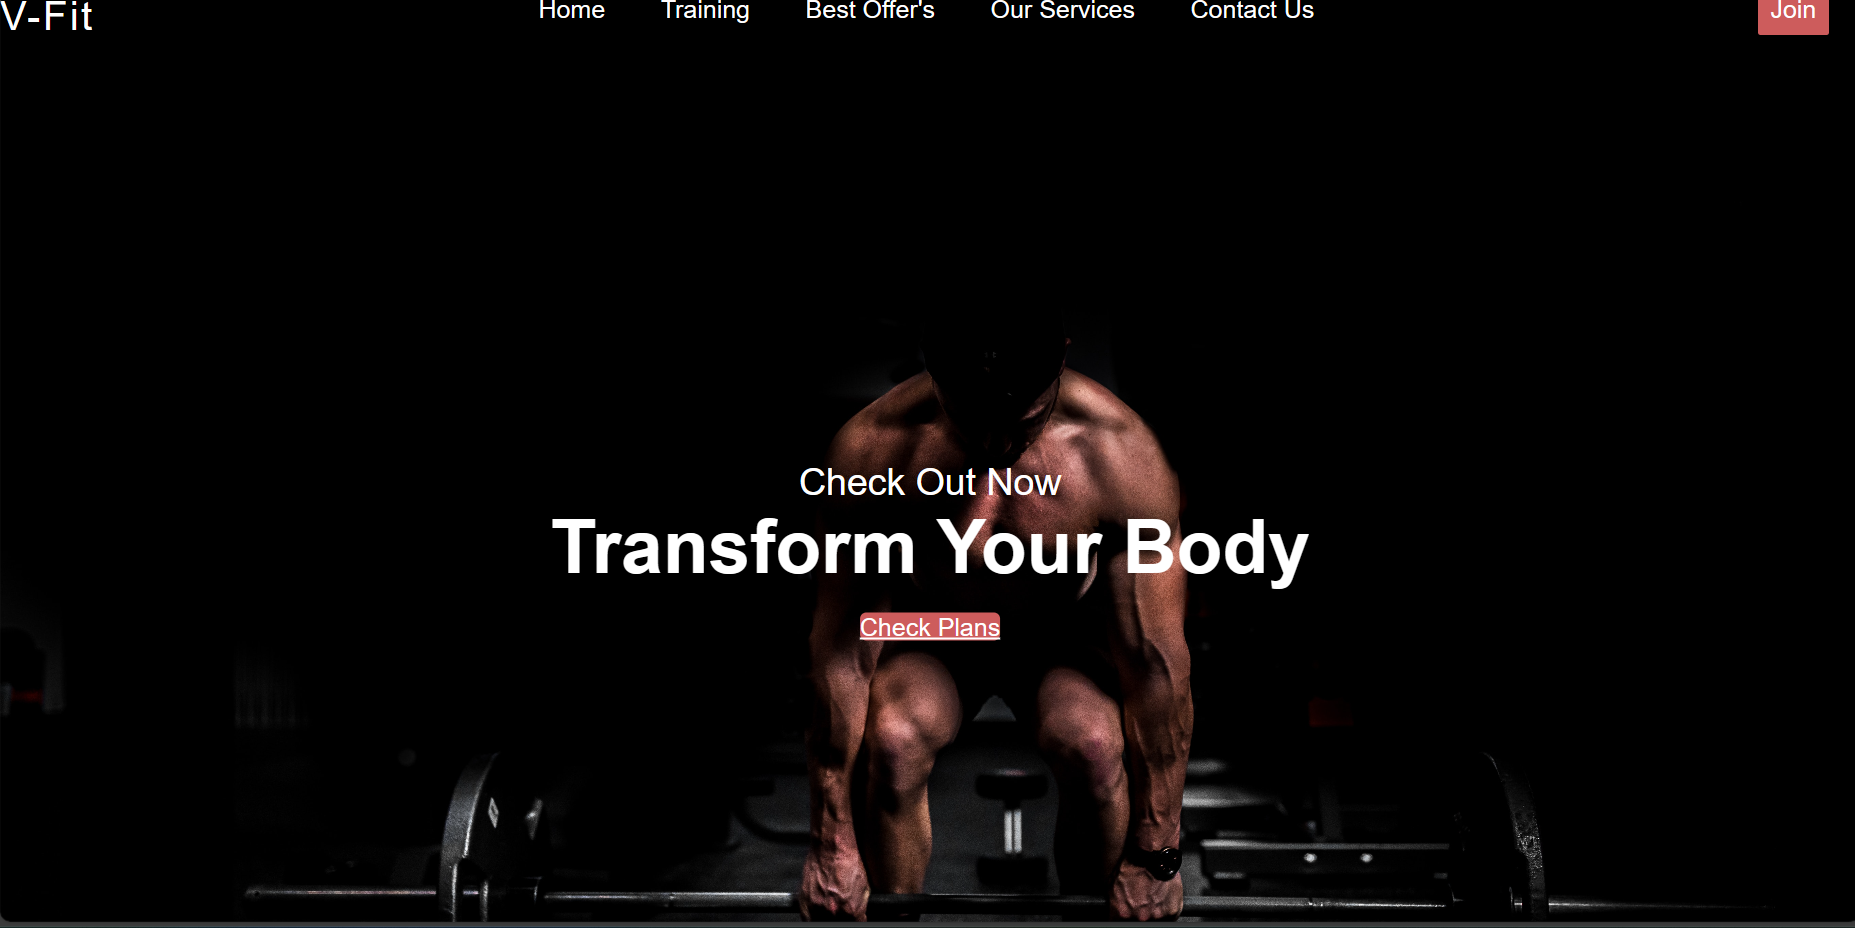 V-Fit
Home Training Best Offer's Our Services Contact Us
Join
Check Out Now
Transform Your Body
Check Plans